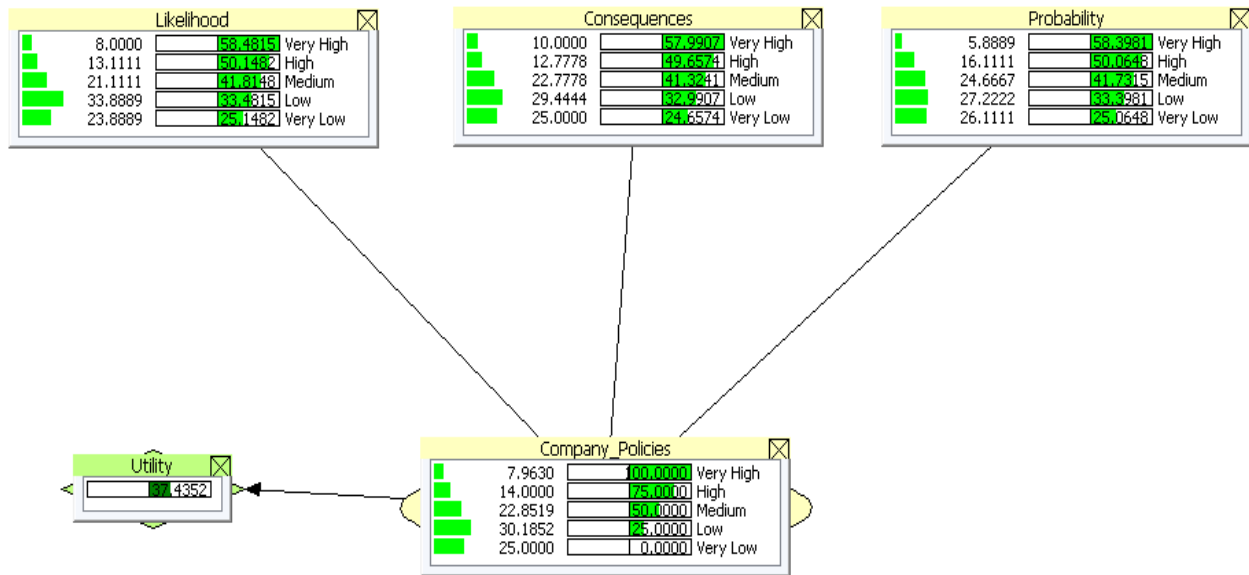 Likelihood
8.0000 58.4815 Very High
13.1111 50.1482 High
21.1111 41.8148 Medium
33.8889 33.4815 Low
23.8889 25.1482 Very Low
Consequences
10.0000 57.9907 Very High
12.7778 49.6574 High
22.7778 41.3241 Medium
29.4444 32.9907 Low
25.0000 24.6574 Very Low
Probability
5.8889 58.3981 Very High
16.1111 50.0648 High
24.6667 41.7315 Medium
27.2222 33.3981 Low
26.1111 25.0648 Very Low
Utility
37.4352
Company_Policies
7.9630 100.0000 Very High
14.0000 75.0000 High
22.8519 50.0000 Medium
30.1852 25.0000 Low
25.0000 0.0000 Very Low